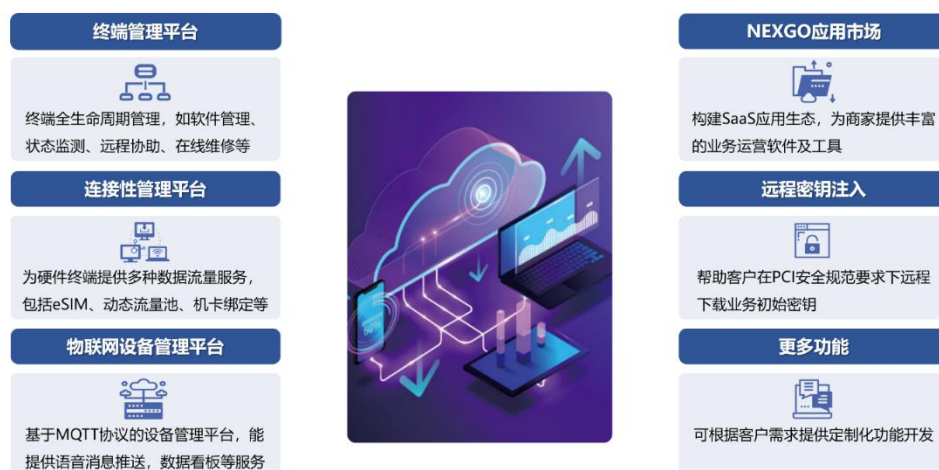 终端管理平台
终端全生命周期管理，如软件管理、
状态监测、远程协助、在线维修等
连接性管理平台
为硬件终端提供多种数据流量服务，
包括eSIM、动态流量池、机卡绑定等
物联网设备管理平台
基于MQTT协议的设备管理平台，能
提供语音消息推送，数据看板等服务
50%
NEXGO应用市场
构建SaaS应用生态，为商家提供丰富
的业务运营软件及工具
远程密钥注入
帮助客户在PCI安全规范要求下远程
下载业务初始密钥
更多功能
可根据客户需求提供定制化功能开发